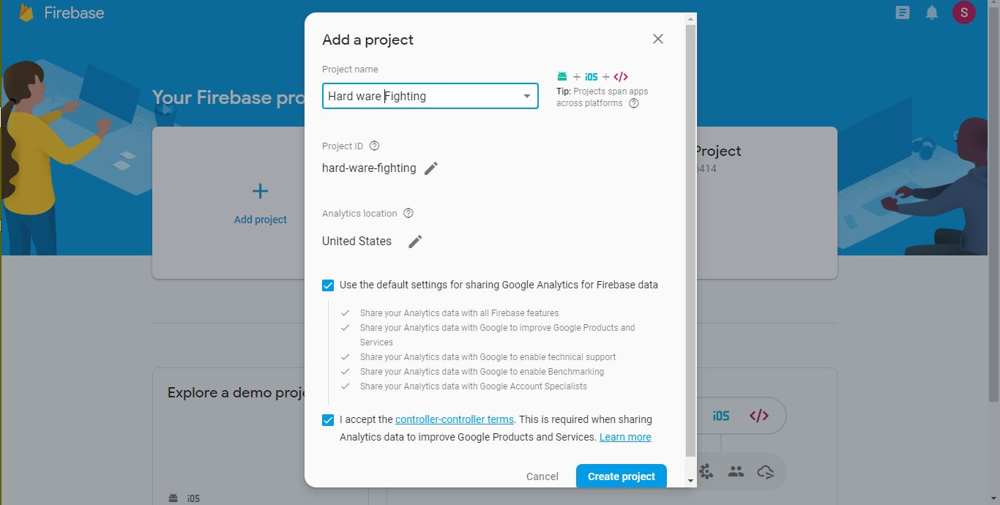 Firebase
S
Add a project
Project name
Hard ware Fighting
+ iOS + </>
Tip: Projects span apps
across platforms
Your Firebase pro
Project
6414
Project ID
hard-ware-fighting
Add project
Analytics location
United States
Use the default settings for sharing Google Analytics for Firebase data
Share your Analytics data with all Firebase features
Share your Analytics data with Google to improve Google Products and
Services
Share your Analytics data with Google to enable technical support
Share your Analytics data with Google to enable Benchmarking
Share your Analytics data with Google Account Specialists
I accept the controller-controller terms. This is required when sharing
Analytics data to improve Google Products and Services. Learn more
Cancel
Create project
Explore a demo proje
iOS </>
iOS